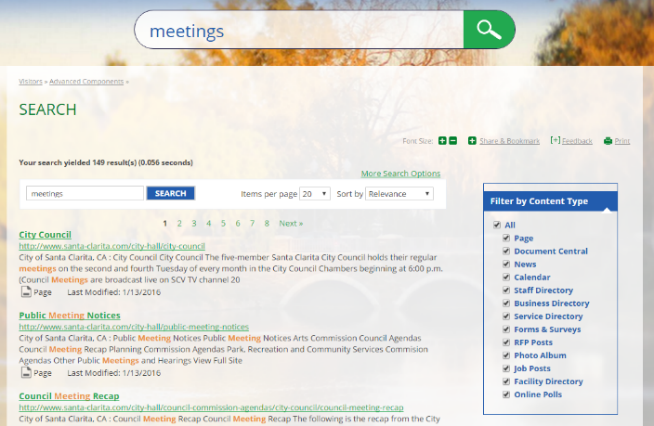 meetings
Visitors » Advanced Components »
SEARCH
Font Size: + - + Share & Bookmark [+] Feedback Print
Your search yielded 149 result(s) (0.056 seconds)
More Search Options
meetings SEARCH Items per page 20 Sort by Relevance
1 2 3 4 5 6 7 8 Next »
City Council
http://www.santa-clarita.com/city-hall/city-council
City of Santa Clarita, CA : City Council City Council The five-member Santa Clarita City Council holds their regular
meetings on the second and fourth Tuesday of every month in the City Council Chambers beginning at 6:00 p.m.
(Council Meetings are broadcast live on SCV TV channel 20
Page Last Modified: 1/13/2016
Public Meeting Notices
http://www.santa-clarita.com/city-hall/public-meeting-notices
City of Santa Clarita, CA : Public Meeting Notices Public Meeting Notices Arts Commission Council Agendas
Council Meeting Recap Planning Commission Agendas Park, Recreation and Community Services Commision
Agendas Other Public Meetings and Hearings View Full Site
Page Last Modified: 1/13/2016
Council Meeting Recap
http://www.santa-clarita.com/city-hall/council-commission-agendas/city-council/council-meeting-recap
City of Santa Clarita, CA : Council Meeting Recap Council Meeting Recap The following is the recap from the City
Filter by Content Type
All
Page
Document Central
News
Calendar
Staff Directory
Business Directory
Service Directory
Forms & Surveys
RFP Posts
Photo Album
Job Posts
Facility Directory
Online Polls